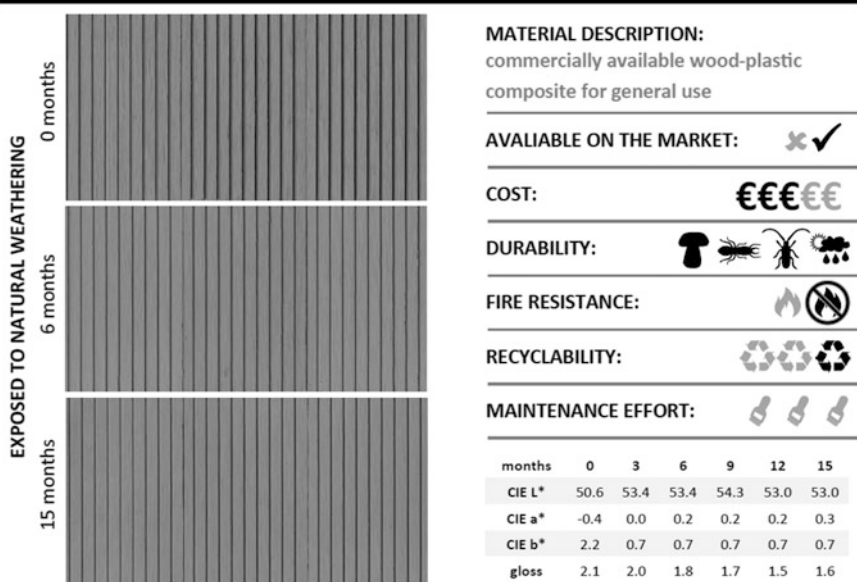 EXPOSED TO NATURAL WEATHERING
0 months
6 months
15 months
MATERIAL DESCRIPTION:
commercially available wood-plastic
composite for general use
AVALIABLE ON THE MARKET:
COST: €€€€€
DURABILITY:
FIRE RESISTANCE:
RECYCLABILITY:
MAINTENANCE EFFORT:
months 0 3 6 9 12 15
CIE L* 50.6 53.4 53.4 54.3 53.0 53.0
CIE a* -0.4 0.0 0.2 0.2 0.2 0.3
CIE b* 2.2 0.7 0.7 0.7 0.7 0.7
gloss 2.1 2.0 1.8 1.7 1.5 1.6